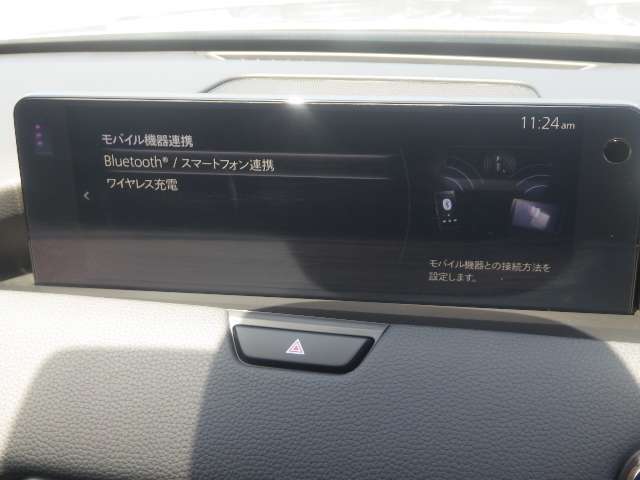 11:24am
モバイル機器連携
Bluetooth® / スマートフォン連携
ワイヤレス充電
モバイル機器との接続方法を
設定します。